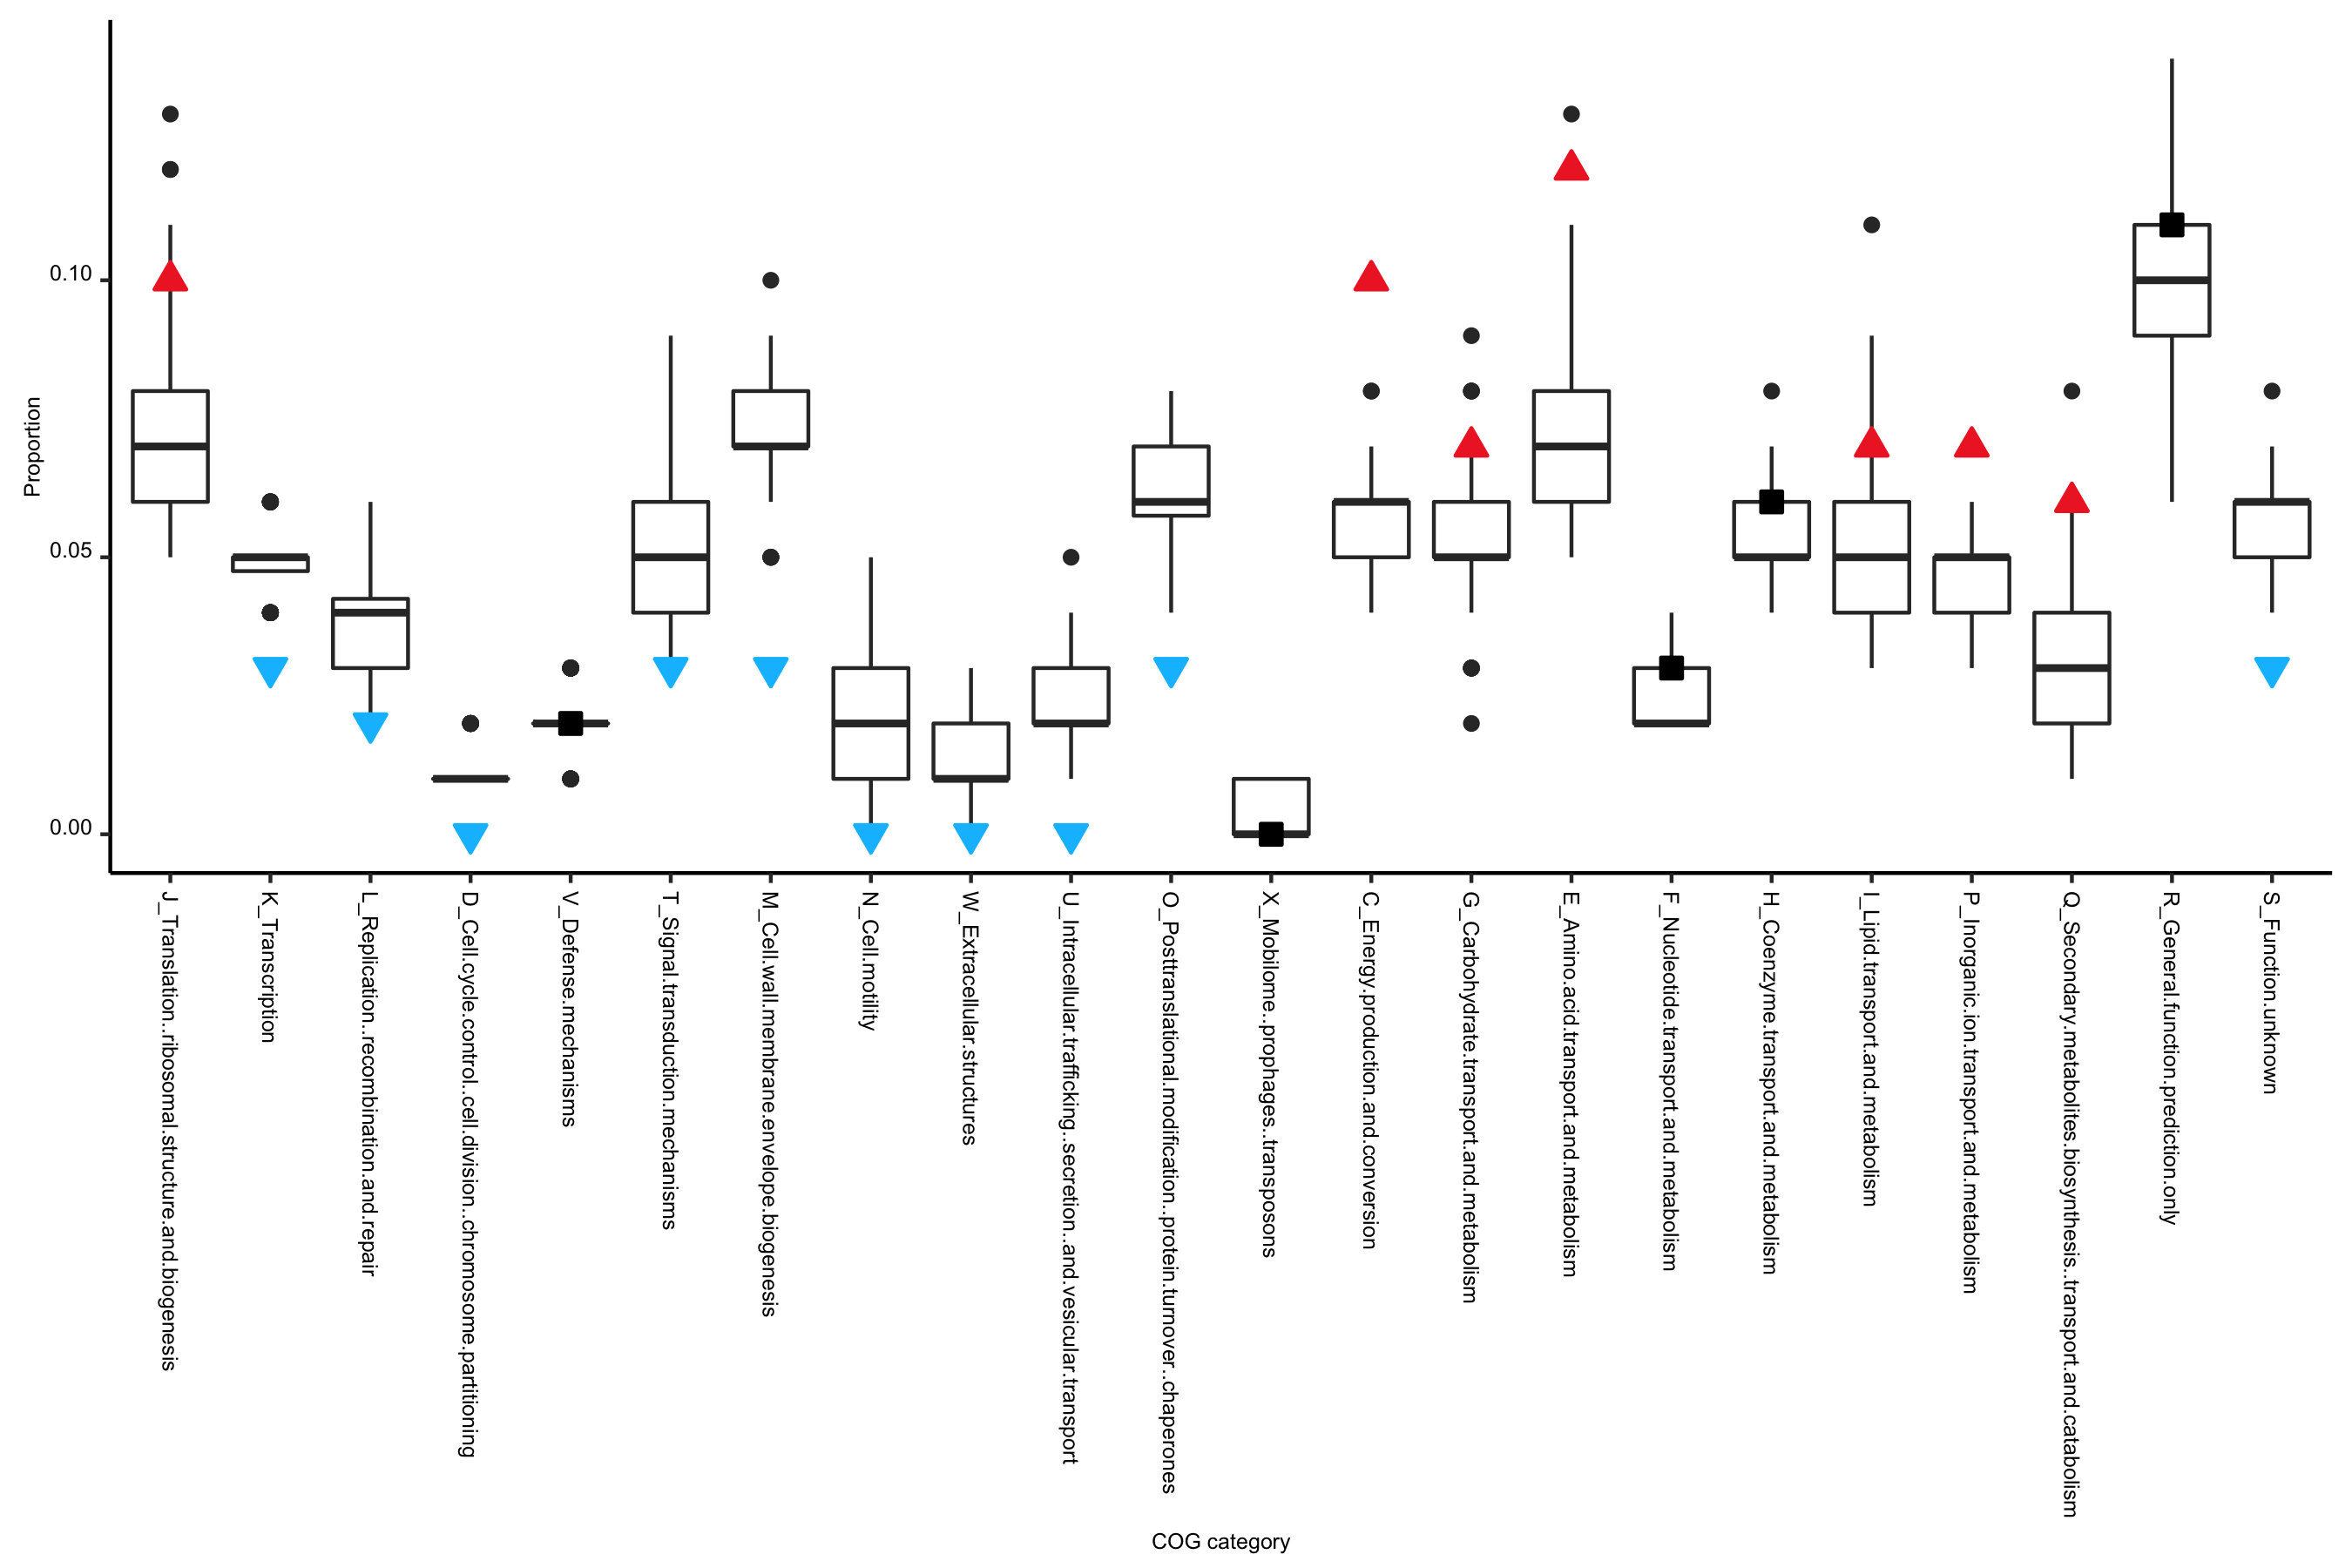 Proportion
0.10
0.05
0.00
J_Translation..ribosomal.structure.and.biogenesis
K_Transcription
L_Replication..recombination.and.repair
D_Cell.cycle.control..cell.division..chromosome.partitioning
V_Defense.mechanisms
T_Signal.transduction.mechanisms
M_Cell.wall.membrane.envelope.biogenesis
N_Cell.motility
W_Extracellular.structures
U_Intracellular.trafficking..secretion..and.vesicular.transport
O_Posttranslational.modification..protein.turnover..chaperones
X_Mobilome..prophages..transposons
C_Energy.production.and.conversion
G_Carbohydrate.transport.and.metabolism
E_Amino.acid.transport.and.metabolism
F_Nucleotide.transport.and.metabolism
H_Coenzyme.transport.and.metabolism
I_Lipid.transport.and.metabolism
P_Inorganic.ion.transport.and.metabolism
Q_Secondary.metabolites.biosynthesis..transport.and.catabolism
R_General.function.prediction.only
S_Function.unknown
COG category